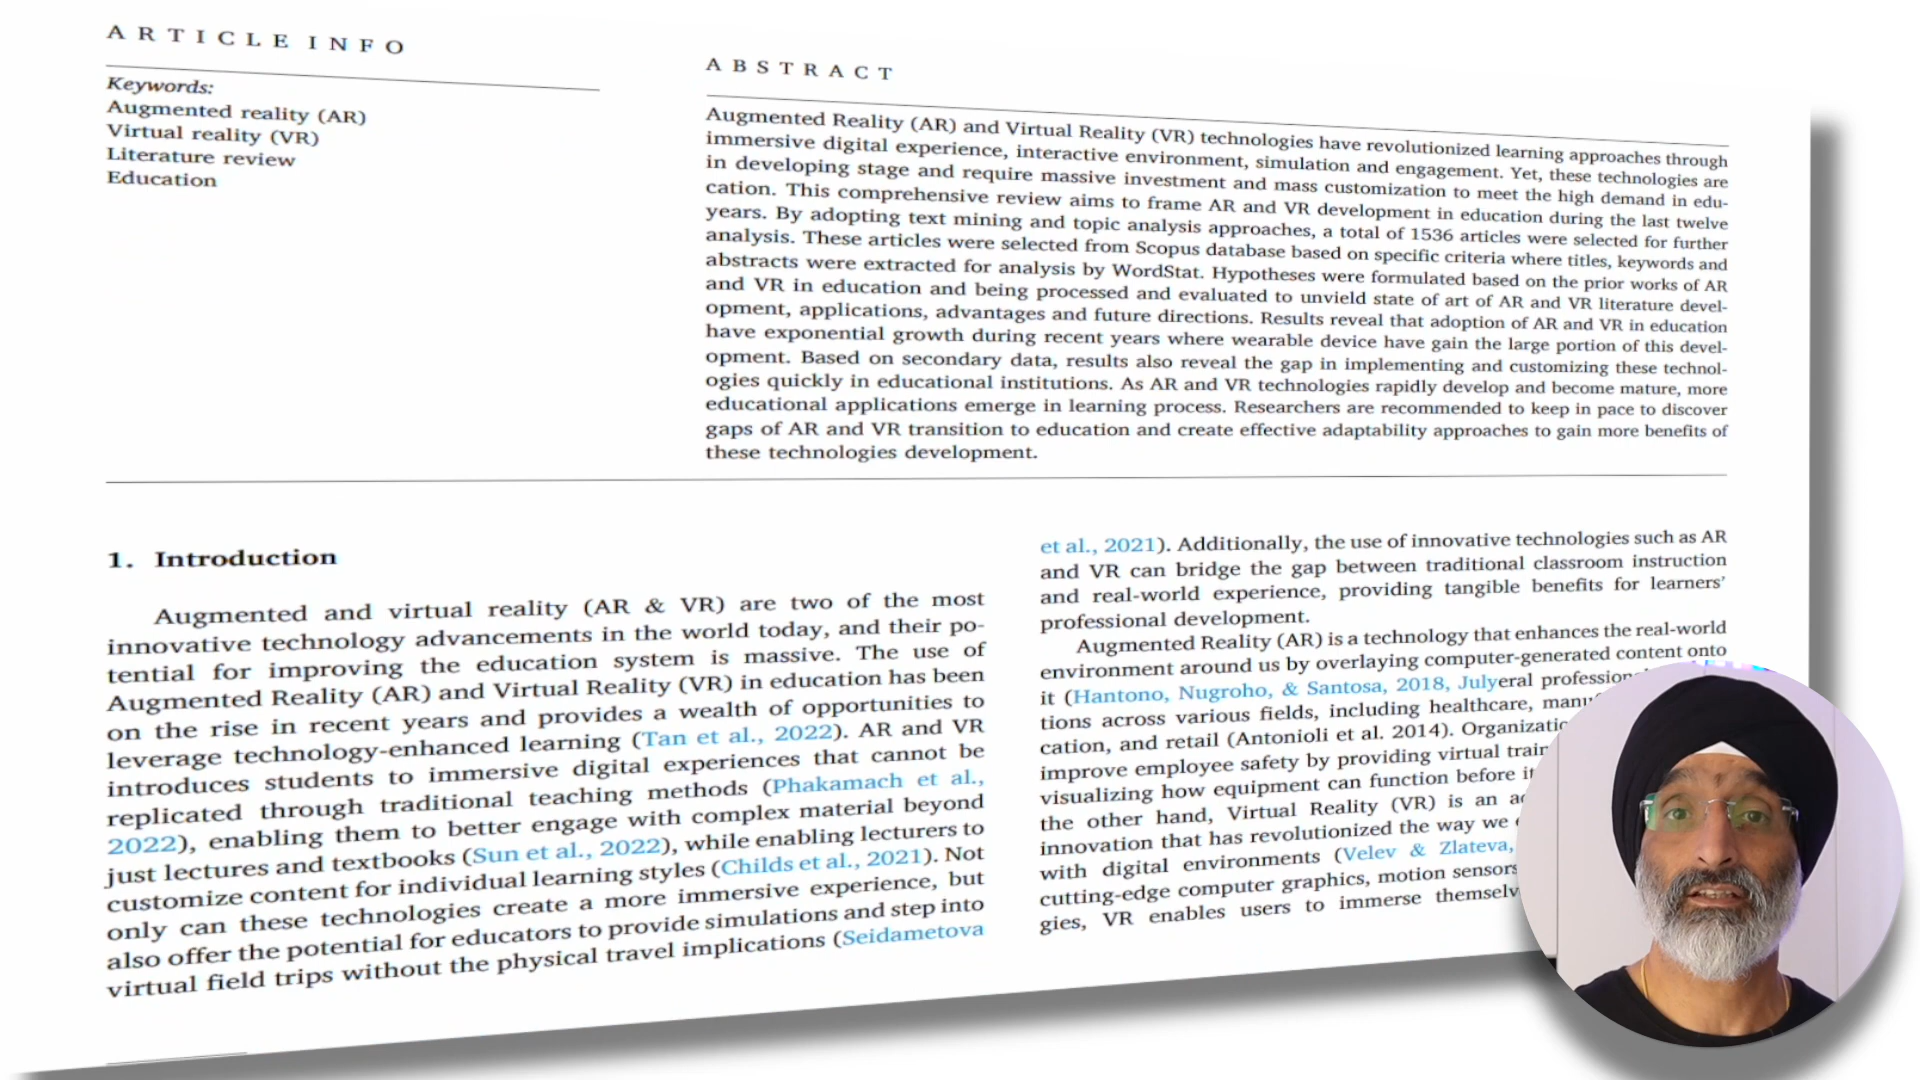 ARTICLE INFO
Keywords:
Augmented reality (AR)
Virtual reality (VR)
Literature review
Education
ABSTRACT
Augmented Reality (AR) and Virtual Reality (VR) technologies have revolutionized learning approaches through
immersive digital experience, interactive environment, simulation and engagement. Yet, these technologies are
in developing stage and require massive investment and mass customization to meet the high demand in edu-
cation. This comprehensive review aims to frame AR and VR development in education during the last twelve
years. By adopting text mining and topic analysis approaches, a total of 1536 articles were selected for further
analysis. These articles were selected from Scopus database based on specific criteria where titles, keywords and
abstracts were extracted for analysis by WordStat. Hypotheses were formulated based on the prior works of AR
and VR in education and being processed and evaluated to unvield state of art of AR and VR literature devel-
opment, applications, advantages and future directions. Results reveal that adoption of AR and VR in education
have exponential growth during recent years where wearable device have gain the large portion of this devel-
opment. Based on secondary data, results also reveal the gap in implementing and customizing these technol-
ogies quickly in educational institutions. As AR and VR technologies rapidly develop and become mature, more
educational applications emerge in learning process. Researchers are recommended to keep in pace to discover
gaps of AR and VR transition to education and create effective adaptability approaches to gain more benefits of
these technologies development.
1. Introduction
Augmented and virtual reality (AR & VR) are two of the most
innovative technology advancements in the world today, and their po-
tential for improving the education system is massive. The use of
Augmented Reality (AR) and Virtual Reality (VR) in education has been
on the rise in recent years and provides a wealth of opportunities to
leverage technology-enhanced learning (Tan et al., 2022). AR and VR
introduces students to immersive digital experiences that cannot be
replicated through traditional teaching methods (Phakamach et al.,
2022), enabling them to better engage with complex material beyond
just lectures and textbooks (Sun et al., 2022), while enabling lecturers to
customize content for individual learning styles (Childs et al., 2021). Not
only can these technologies create a more immersive experience, but
also offer the potential for educators to provide simulations and step into
virtual field trips without the physical travel implications (Seidametova
et al., 2021). Additionally, the use of innovative technologies such as AR
and VR can bridge the gap between traditional classroom instruction
and real-world experience, providing tangible benefits for learners'
professional development.
Augmented Reality (AR) is a technology that enhances the real-world
environment around us by overlaying computer-generated content onto
it (Hantono, Nugroho, & Santosa, 2018, Julyeral
tions across various fields, including healthcare,
cation, and retail (Antonioli et al. 2014).
improve employee safety by providing virtual
visualizing how equipment can function before
the other hand, Virtual Reality (VR) is an
innovation that has revolutionized the way we
with digital environments (Velev & Zlateva,
cutting-edge computer graphics, motion
gies, VR enables users to immerse